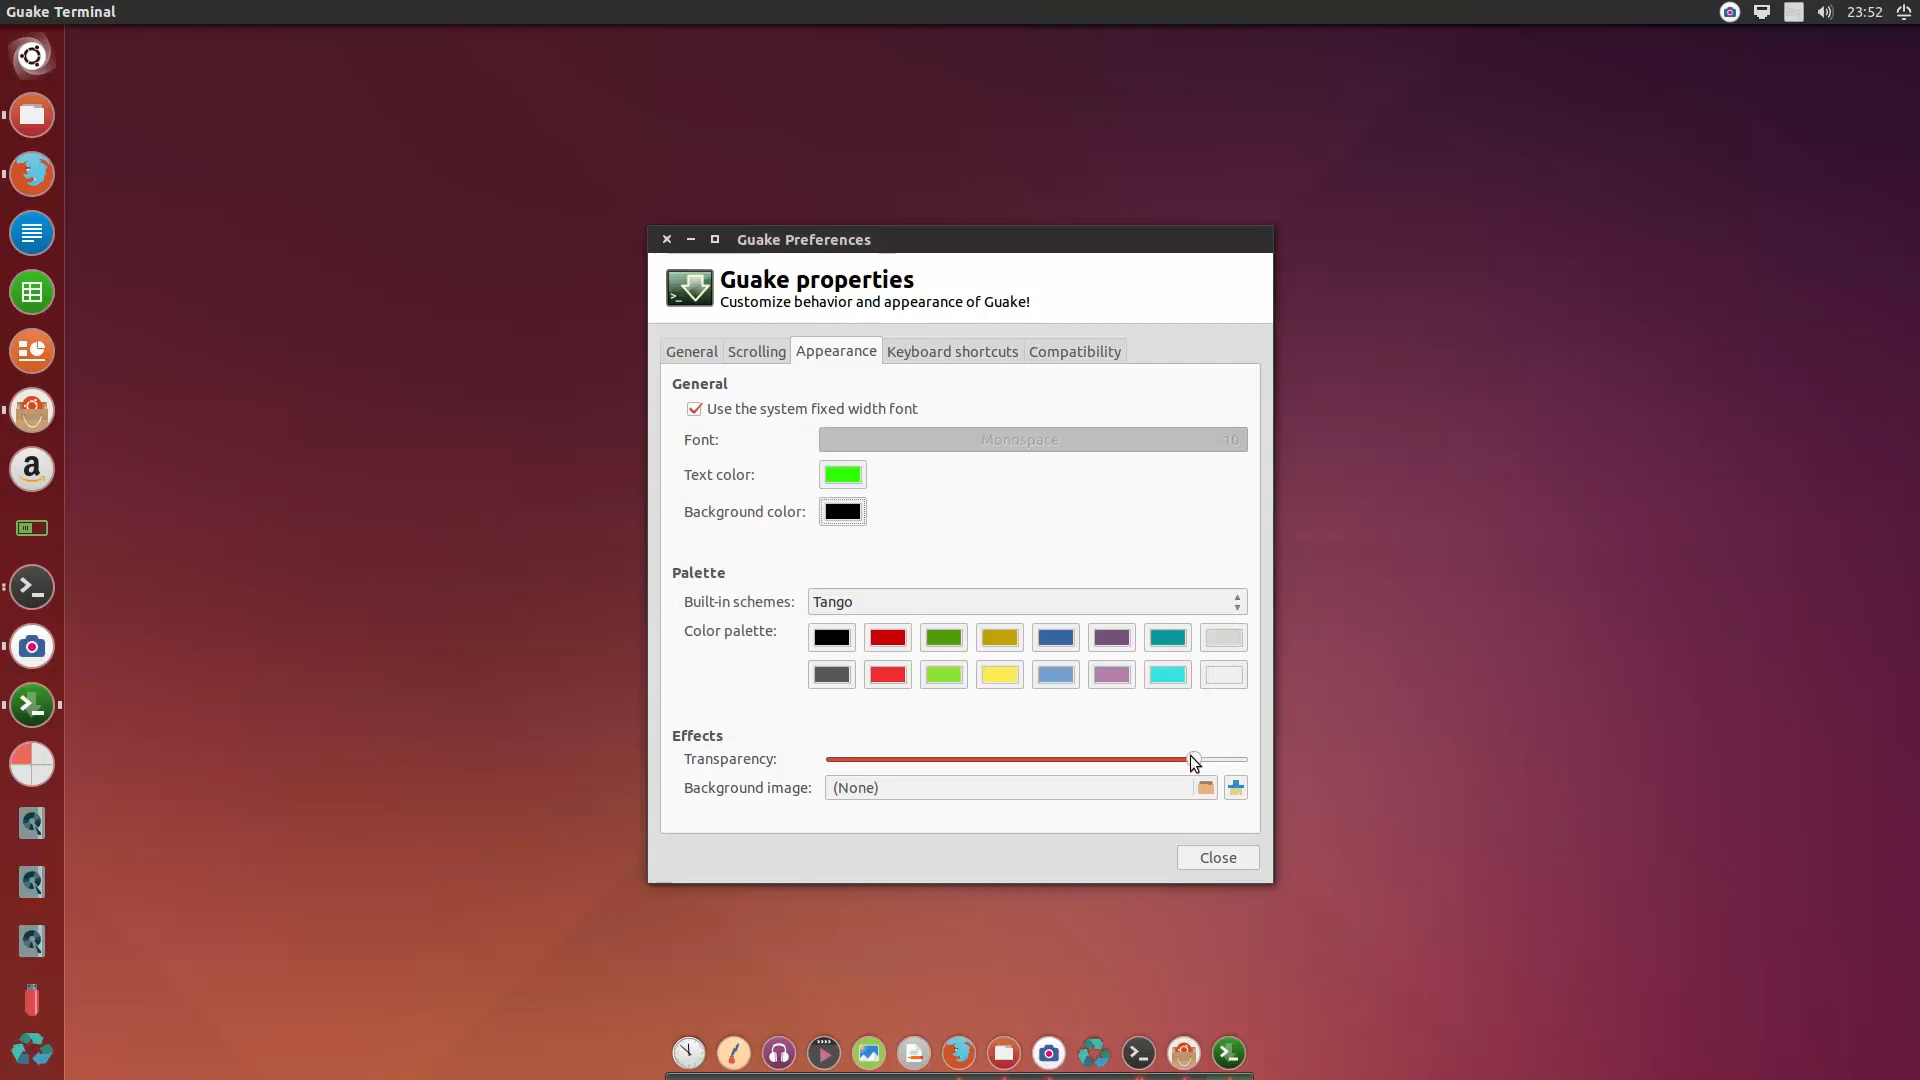 Guake Terminal
23:52
Guake Preferences
Guake properties
Customize behavior and appearance of Guake!
General Scrolling Appearance Keyboard shortcuts Compatibility
General
Use the system fixed width font
Font: Monospace 10
Text color:
Background color:
Palette
Built-in schemes: Tango
Color palette:
Effects
Transparency:
Background image: (None)
Close